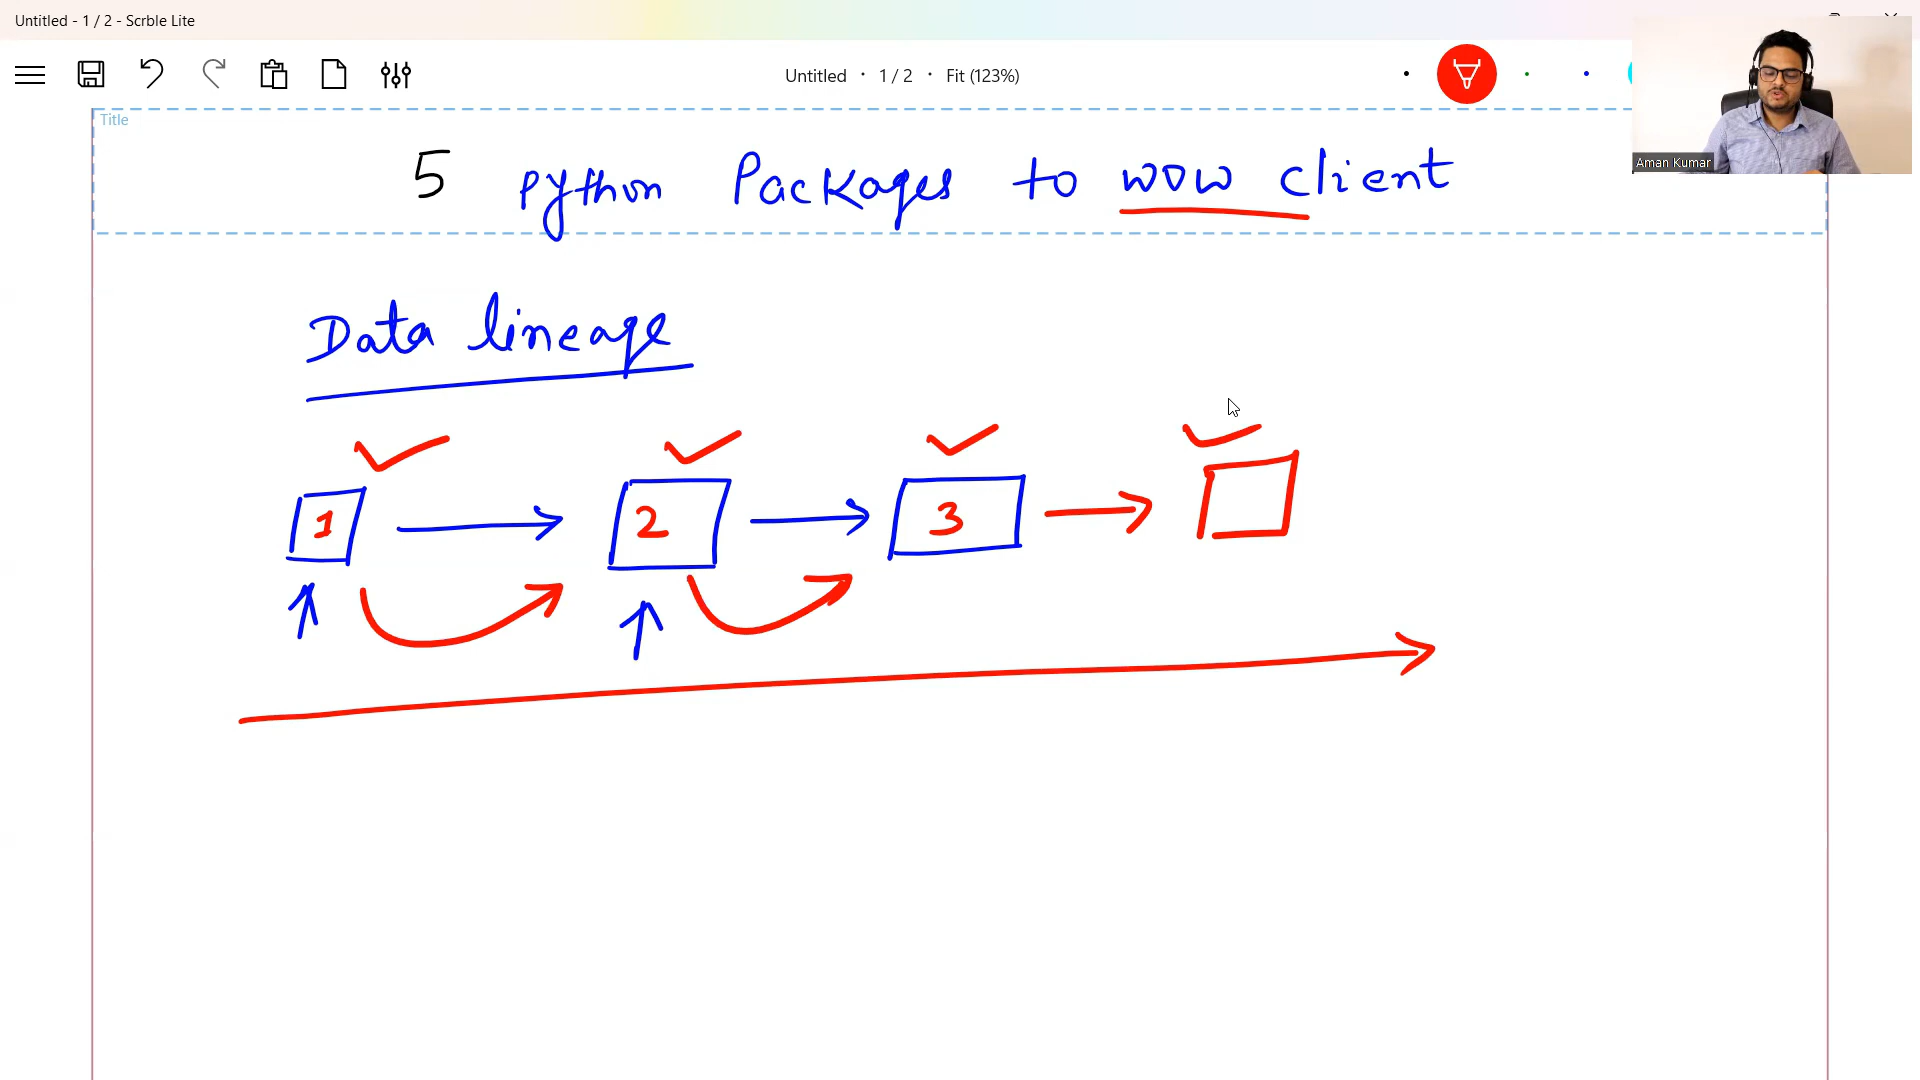 Untitled - 1 / 2 - Scrble Lite
Untitled • 1 / 2 • Fit (123%)
Aman Kumar
Title
5 python Packages to wow client
Data lineage
1 2 3